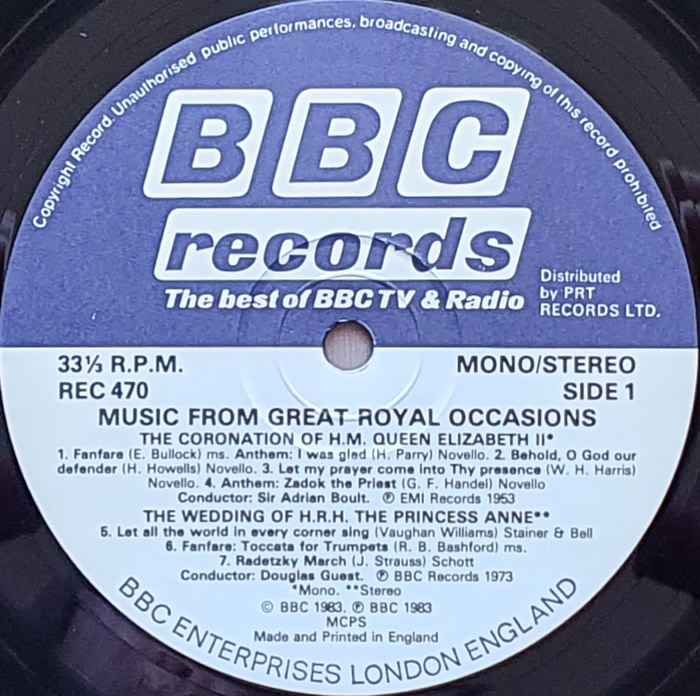 Copyright Record. Unauthorised public performances, broadcasting and copying of this record prohibited
BBC
records
The best of BBC TV & Radio
Distributed
by PRT
RECORDS LTD.
33⅓ R.P.M.
MONO/STEREO
REC 470
SIDE 1
MUSIC FROM GREAT ROYAL OCCASIONS
THE CORONATION OF H.M. QUEEN ELIZABETH II*
1. Fanfare (E. Bullock) ms. Anthem: I was glad (H. Parry) Novello. 2. Behold, O God our
defender (H. Howells) Novello. 3. Let my prayer come into Thy presence (W. H. Harris)
Novello. 4. Anthem: Zadok the Priest (G. F. Handel) Novello
Conductor: Sir Adrian Boult. ℗ EMI Records 1953
THE WEDDING OF H.R.H. THE PRINCESS ANNE**
5. Let all the world in every corner sing (Vaughan Williams) Stainer & Bell
6. Fanfare: Toccata for Trumpets (R. B. Bashford) ms.
7. Radetzky March (J. Strauss) Schott
Conductor: Douglas Guest. ℗ BBC Records 1973
*Mono. **Stereo
© BBC 1983. ℗ BBC 1983
MCPS
Made and Printed in England
BBC ENTERPRISES LONDON ENGLAND